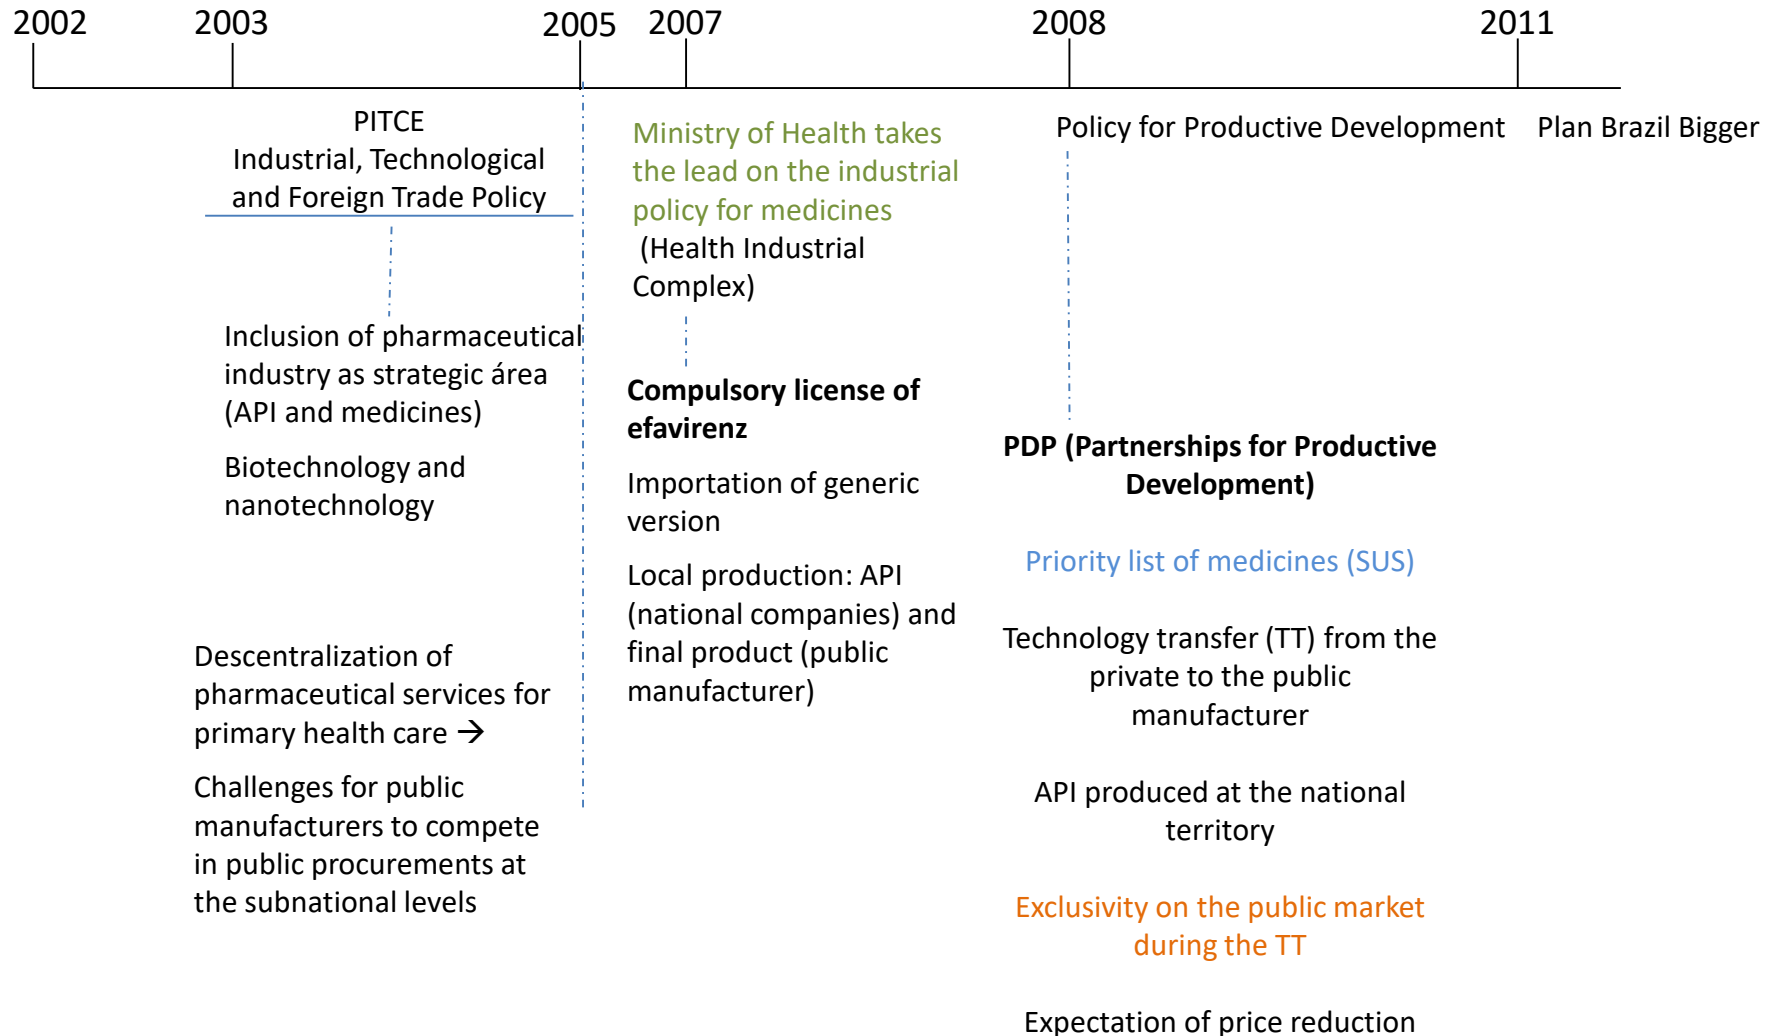 2002
2003
2005
2007
2008
2011
PITCE
Industrial, Technological
and Foreign Trade Policy
Inclusion of pharmaceutical
industry as strategic área
(API and medicines)
Biotechnology and
nanotechnology
Descentralization of
pharmaceutical services for
primary health care →
Challenges for public
manufacturers to compete
in public procurements at
the subnational levels
Ministry of Health takes
the lead on the industrial
policy for medicines
(Health Industrial
Complex)
Compulsory license of
efavirenz
Importation of generic
version
Local production: API
(national companies) and
final product (public
manufacturer)
Policy for Productive Development
PDP (Partnerships for Productive
Development)
Priority list of medicines (SUS)
Technology transfer (TT) from the
private to the public
manufacturer
API produced at the national
territory
Exclusivity on the public market
during the TT
Expectation of price reduction
Plan Brazil Bigger